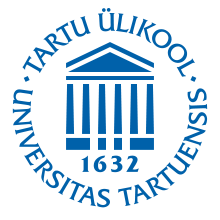 · TARTU ÜLIKOOL ·
UNIVERSITAS TARTUENSIS
1632